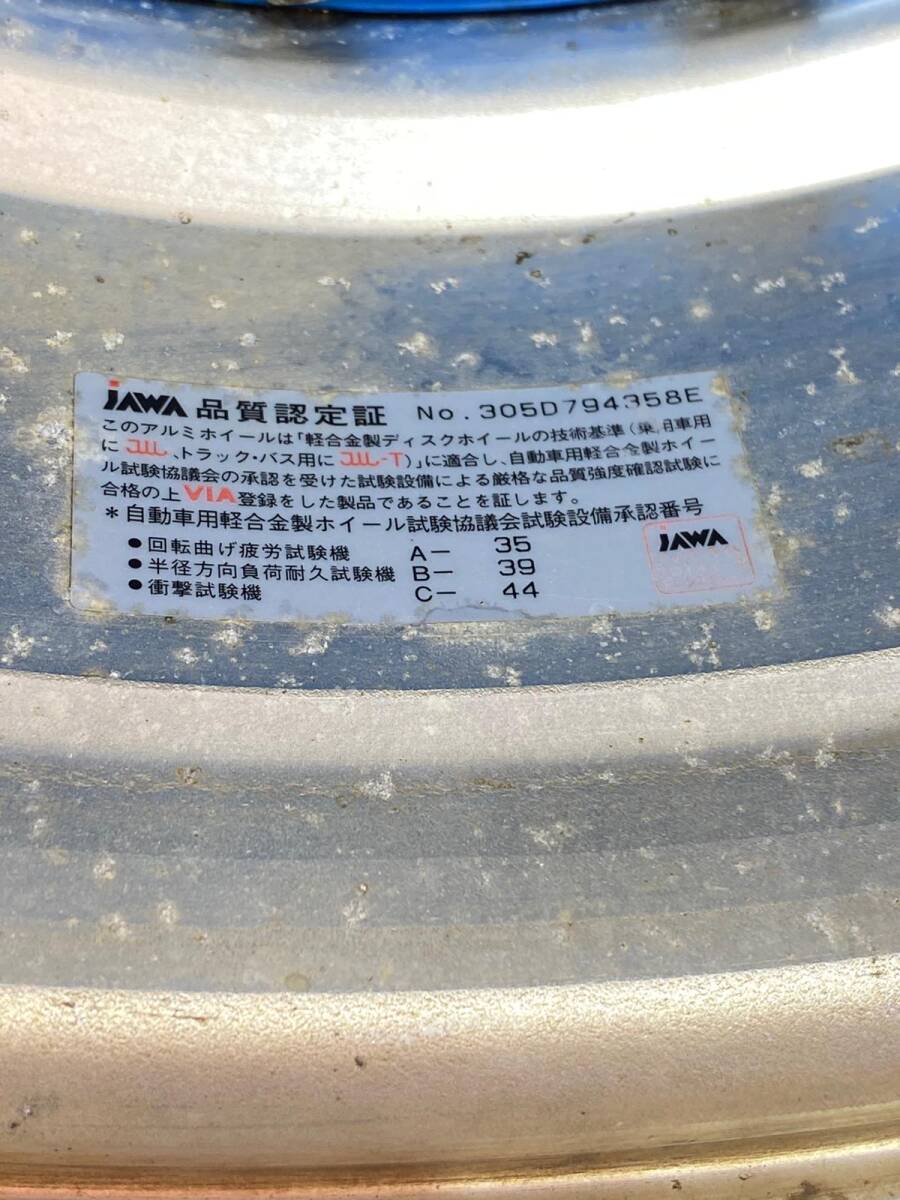 JAWA 品質認定証 No.305D794358E
このアルミホイールは「軽合金製ディスクホイールの技術基準(乗用車用
に JWL 、トラック・バス用に JWL-T)」に適合し、自動車用軽合金製ホイー
ル試験協議会の承認を受けた試験設備による厳格な品質強度確認試験に
合格の上VIA登録をした製品であることを証します。
*自動車用軽合金製ホイール試験協議会試験設備承認番号
●回転曲げ疲労試験機 A- 35
●半径方向負荷耐久試験機 B- 39
●衝撃試験機 C- 44
JAWA